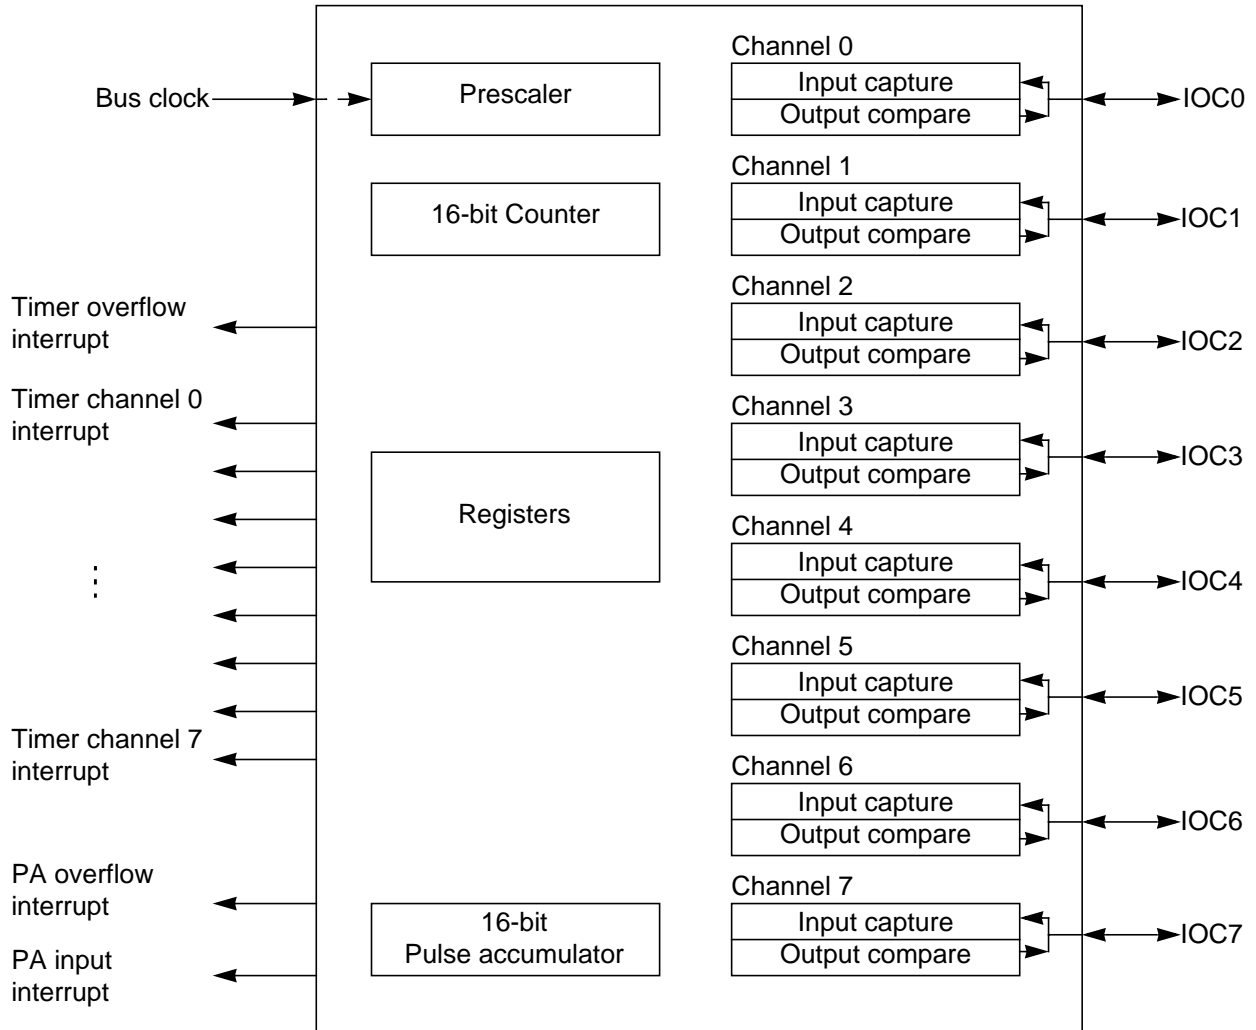 Bus clock
Timer overflow
interrupt
Timer channel 0
interrupt
Timer channel 7
interrupt
PA overflow
interrupt
PA input
interrupt
Prescaler
16-bit Counter
Registers
16-bit
Pulse accumulator
Channel 0
Input capture
Output compare
IOC0
Channel 1
Input capture
Output compare
IOC1
Channel 2
Input capture
Output compare
IOC2
Channel 3
Input capture
Output compare
IOC3
Channel 4
Input capture
Output compare
IOC4
Channel 5
Input capture
Output compare
IOC5
Channel 6
Input capture
Output compare
IOC6
Channel 7
Input capture
Output compare
IOC7